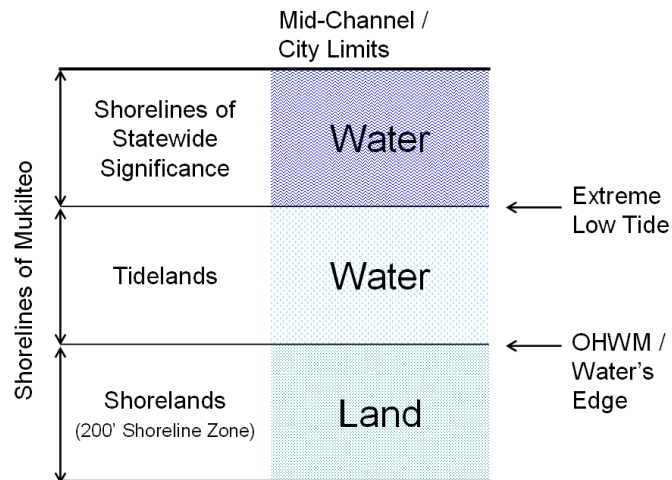 Mid-Channel /
City Limits
Shorelines of Mukilteo
Shorelines of
Statewide
Significance
Water
Extreme
Low Tide
Tidelands
Water
OHWM /
Water's
Edge
Shorelands
(200' Shoreline Zone)
Land